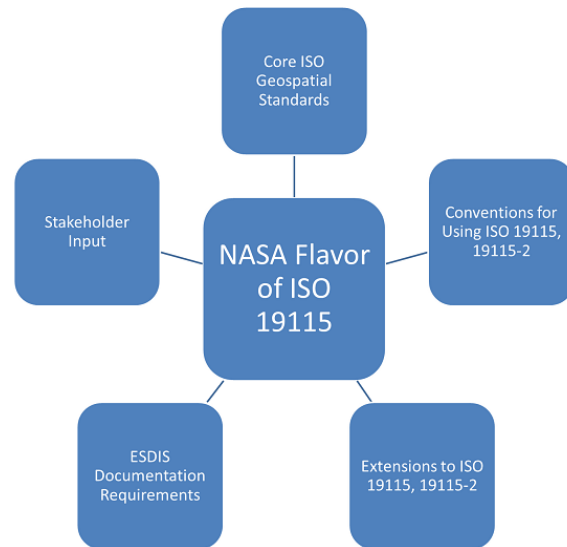 Core ISO
Geospatial
Standards
Stakeholder
Input
NASA Flavor
of ISO
19115
Conventions for
Using ISO 19115,
19115-2
ESDIS
Documentation
Requirements
Extensions to ISO
19115, 19115-2